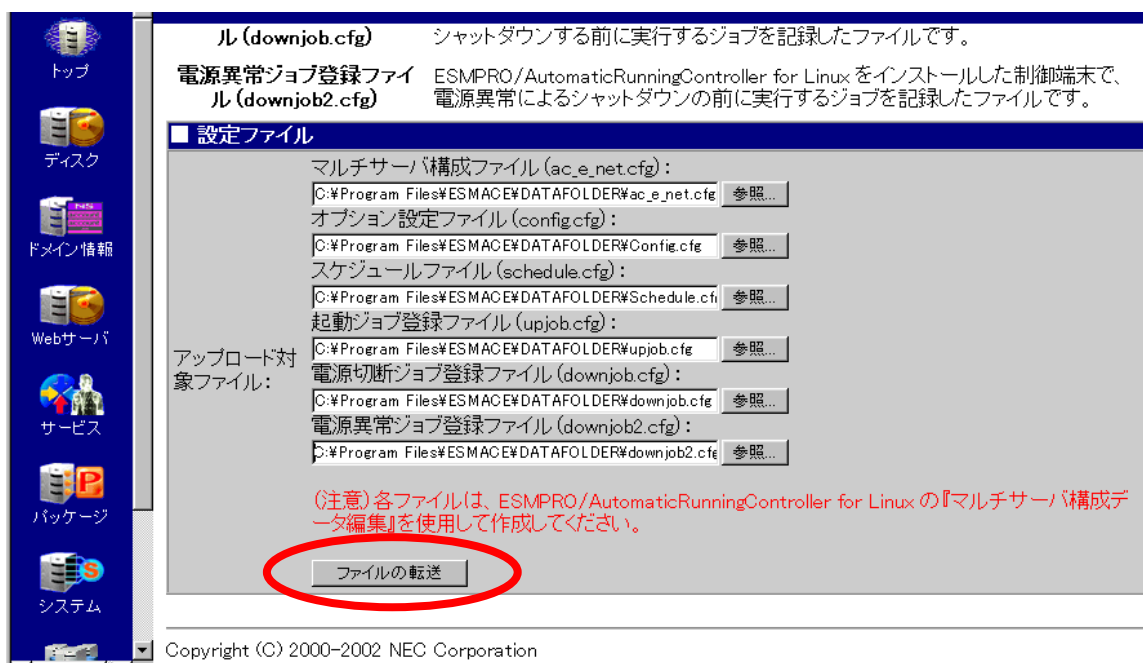 トップ
ディスク
ドメイン情報
Webサーバ
サービス
パッケージ
システム
ル (downjob.cfg)
シャットダウンする前に実行するジョブを記録したファイルです。
電源異常ジョブ登録ファイ
ル (downjob2.cfg)
ESMPRO/AutomaticRunningController for Linux をインストールした制御端末で、
電源異常によるシャットダウンの前に実行するジョブを記録したファイルです。
■ 設定ファイル
アップロード対
象ファイル：
マルチサーバ構成ファイル (ac_e_net.cfg)：
C:¥Program Files¥ESMACE¥DATAFOLDER¥ac_e_net.cfg 参照...
オプション設定ファイル (config.cfg)：
C:¥Program Files¥ESMACE¥DATAFOLDER¥Config.cfg 参照...
スケジュールファイル (schedule.cfg)：
C:¥Program Files¥ESMACE¥DATAFOLDER¥Schedule.cf 参照...
起動ジョブ登録ファイル (upjob.cfg)：
C:¥Program Files¥ESMACE¥DATAFOLDER¥upjob.cfg 参照...
電源切断ジョブ登録ファイル (downjob.cfg)：
C:¥Program Files¥ESMACE¥DATAFOLDER¥downjob.cfg 参照...
電源異常ジョブ登録ファイル (downjob2.cfg)：
C:¥Program Files¥ESMACE¥DATAFOLDER¥downjob2.cfg 参照...
(注意) 各ファイルは、ESMPRO/AutomaticRunningController for Linux の『マルチサーバ構成デ
ータ編集』を使用して作成してください。
ファイルの転送
Copyright (C) 2000-2002 NEC Corporation